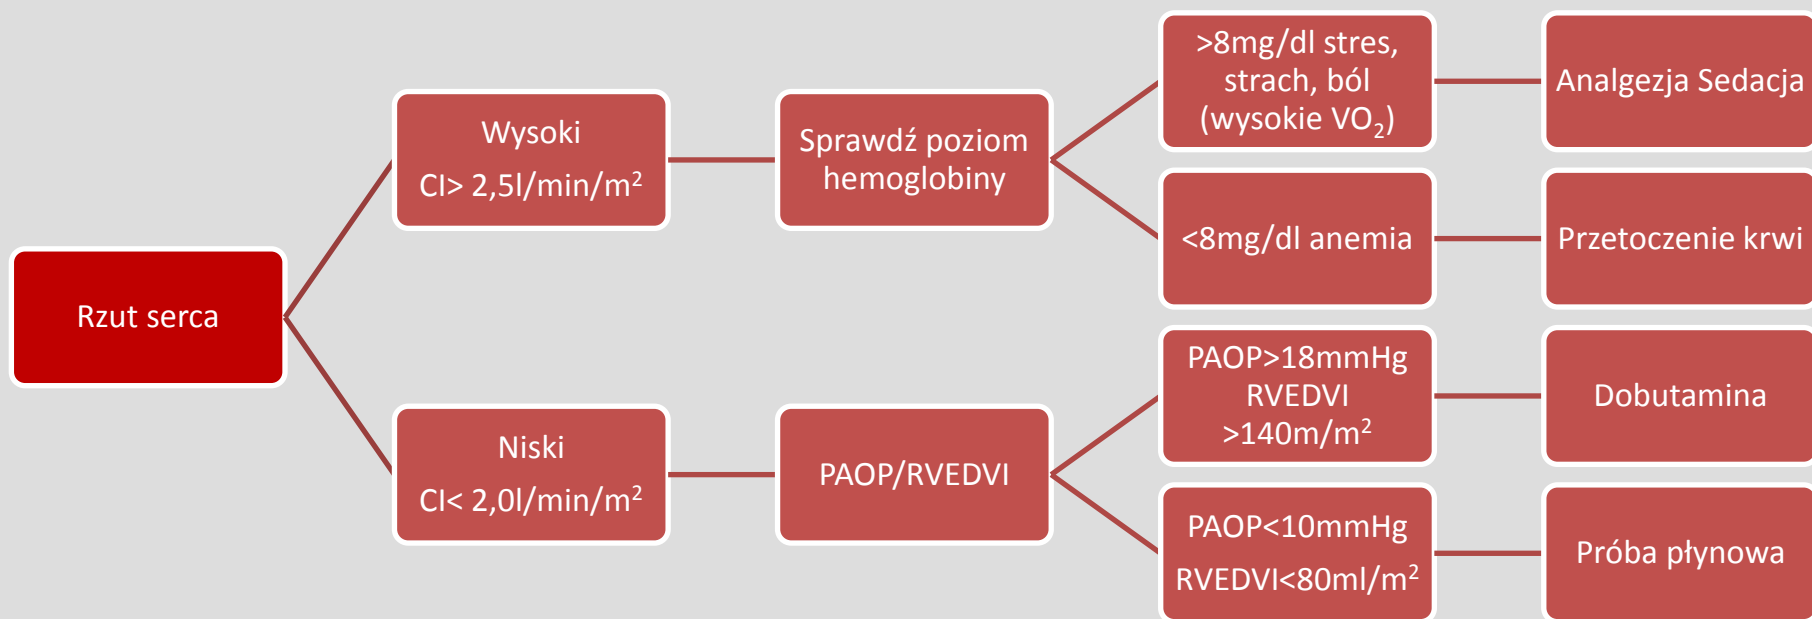 Rzut serca
Wysoki
CI> 2,5l/min/m²
Sprawdź poziom
hemoglobiny
>8mg/dl stres,
strach, ból
(wysokie VO₂)
Analgezja Sedacja
<8mg/dl anemia
Przetoczenie krwi
Niski
CI< 2,0l/min/m²
PAOP/RVEDVI
PAOP>18mmHg
RVEDVI
>140m/m²
Dobutamina
PAOP<10mmHg
RVEDVI<80ml/m²
Próba płynowa